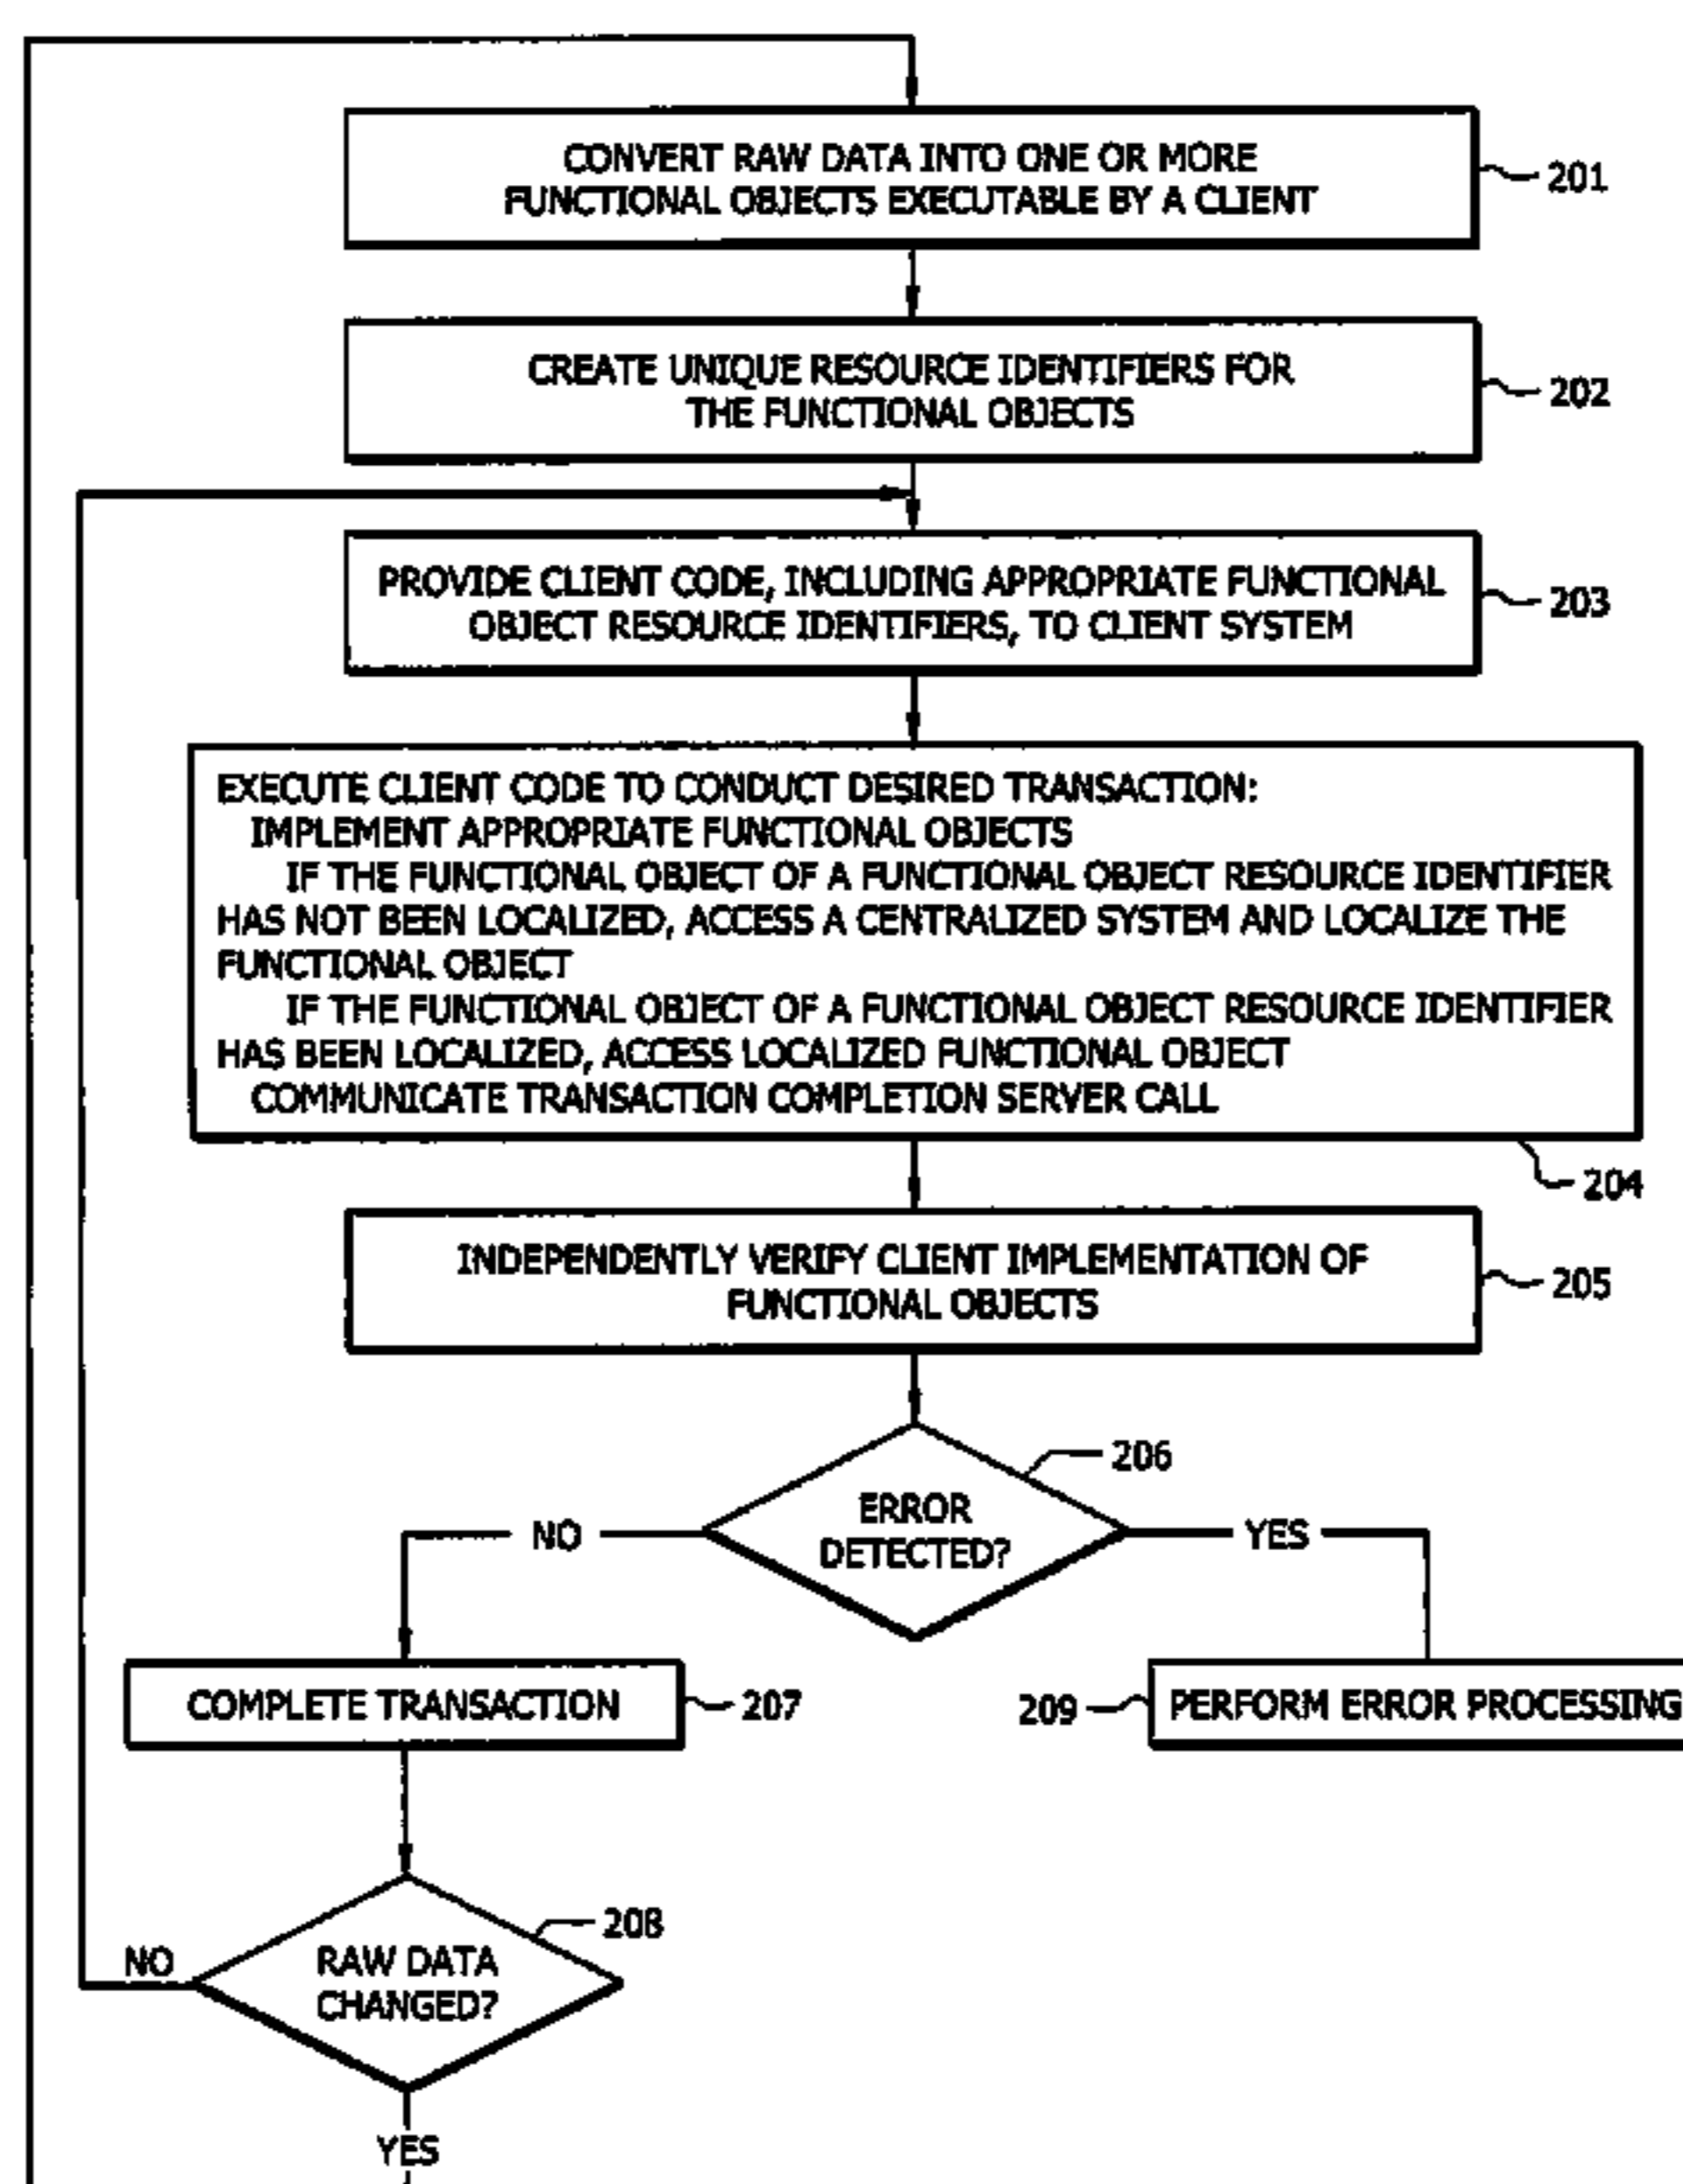 CONVERT RAW DATA INTO ONE OR MORE
FUNCTIONAL OBJECTS EXECUTABLE BY A CLIENT
201
CREATE UNIQUE RESOURCE IDENTIFIERS FOR
THE FUNCTIONAL OBJECTS
202
PROVIDE CLIENT CODE, INCLUDING APPROPRIATE FUNCTIONAL
OBJECT RESOURCE IDENTIFIERS, TO CLIENT SYSTEM
203
EXECUTE CLIENT CODE TO CONDUCT DESIRED TRANSACTION:
IMPLEMENT APPROPRIATE FUNCTIONAL OBJECTS
IF THE FUNCTIONAL OBJECT OF A FUNCTIONAL OBJECT RESOURCE IDENTIFIER
HAS NOT BEEN LOCALIZED, ACCESS A CENTRALIZED SYSTEM AND LOCALIZE THE
FUNCTIONAL OBJECT
IF THE FUNCTIONAL OBJECT OF A FUNCTIONAL OBJECT RESOURCE IDENTIFIER
HAS BEEN LOCALIZED, ACCESS LOCALIZED FUNCTIONAL OBJECT
COMMUNICATE TRANSACTION COMPLETION SERVER CALL
204
INDEPENDENTLY VERIFY CLIENT IMPLEMENTATION OF
FUNCTIONAL OBJECTS
205
206
ERROR
DETECTED?
NO
YES
COMPLETE TRANSACTION
207
209
PERFORM ERROR PROCESSING
208
RAW DATA
CHANGED?
NO
YES